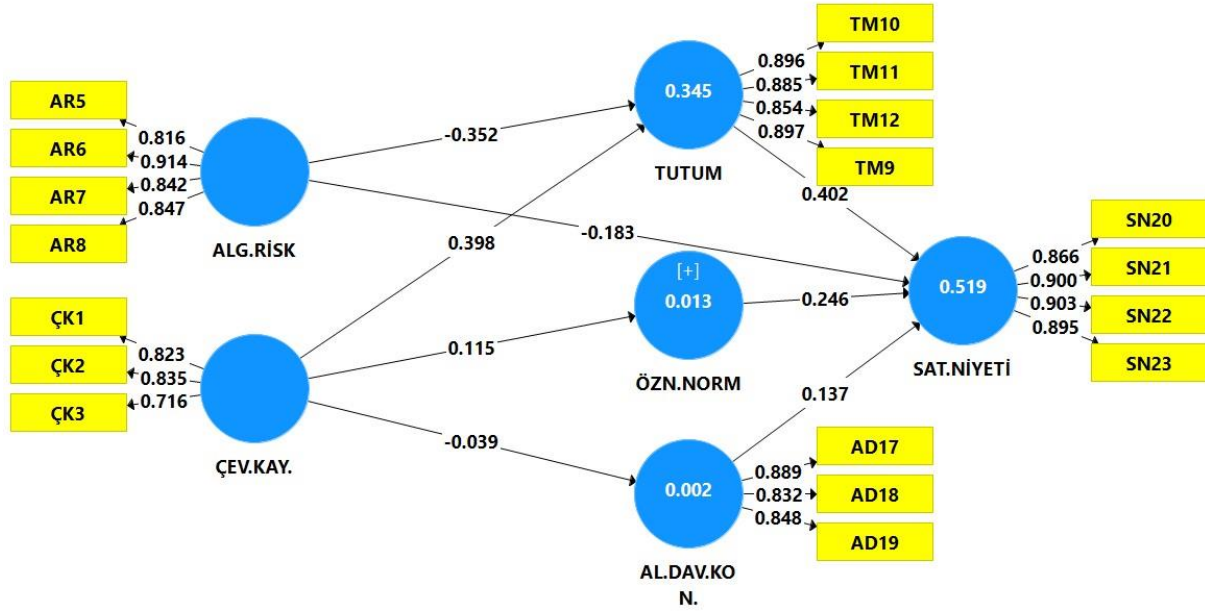 AR5
AR6
AR7
AR8
0.816
0.914
0.842
0.847
ALG.RİSK
ÇK1
ÇK2
ÇK3
0.823
0.835
0.716
ÇEV.KAY.
-0.352
0.398
-0.183
0.115
-0.039
0.345
TUTUM
0.896
0.885
0.854
0.897
TM10
TM11
TM12
TM9
0.402
[+]
0.013
ÖZN.NORM
0.246
0.002
AL.DAV.KO
N.
0.137
0.889
0.832
0.848
AD17
AD18
AD19
0.519
SAT.NİYETİ
0.866
0.900
0.903
0.895
SN20
SN21
SN22
SN23